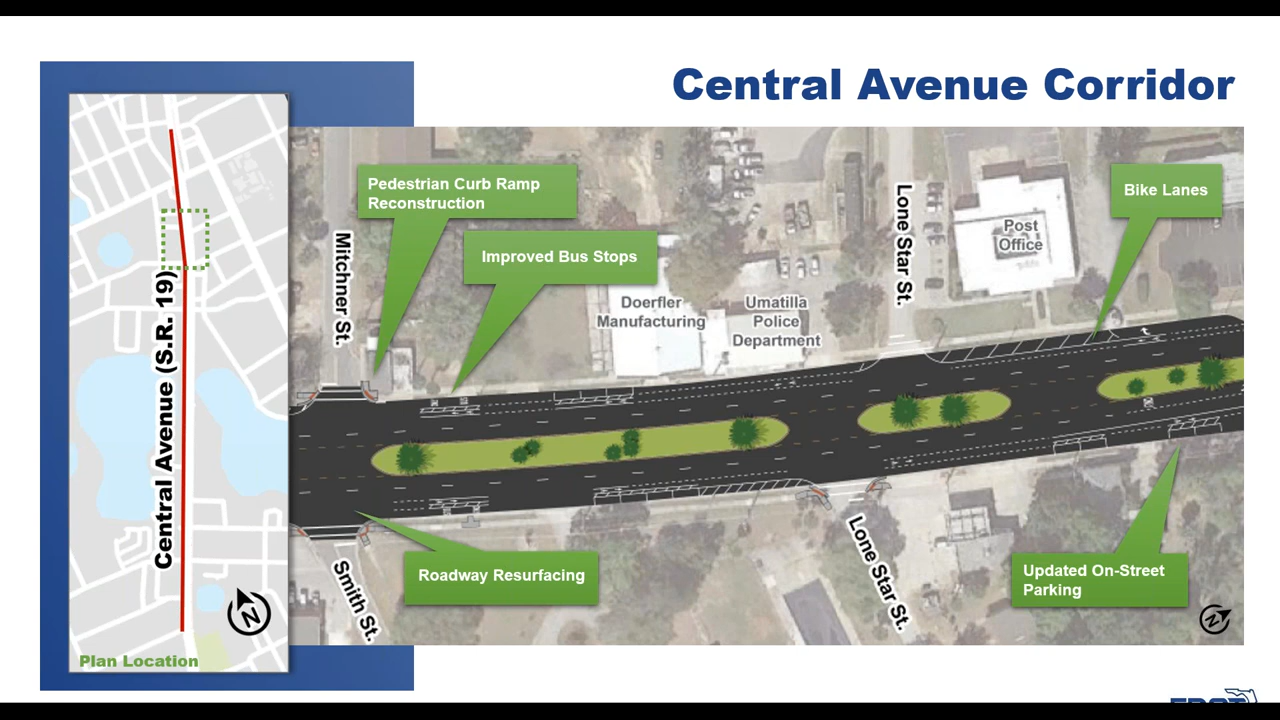 Central Avenue Corridor
Central Avenue (S.R. 19)
N
Plan Location
Pedestrian Curb Ramp
Reconstruction
Improved Bus Stops
Bike Lanes
Mitchner St.
Lone Star St.
Post
Office
Doerfler
Manufacturing
Umatilla
Police
Department
Roadway Resurfacing
Smith St.
Lone Star St.
Updated On-Street
Parking
N
FDOT